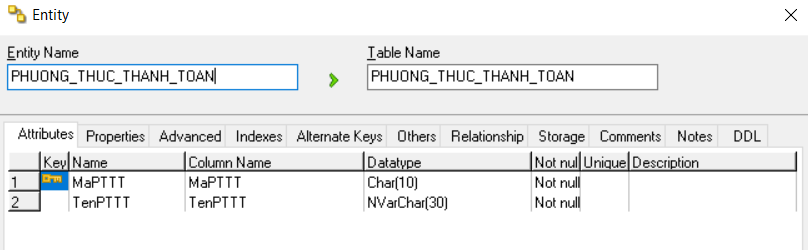 Entity
Entity Name
Table Name
PHUONG_THUC_THANH_TOAN
PHUONG_THUC_THANH_TOAN
Attributes Properties Advanced Indexes Alternate Keys Others Relationship Storage Comments Notes DDL
Key Name Column Name Datatype Not nul Unique Description
1 MaPTTT MaPTTT Char(10) Not null
2 TenPTTT TenPTTT NVarChar(30) Not null